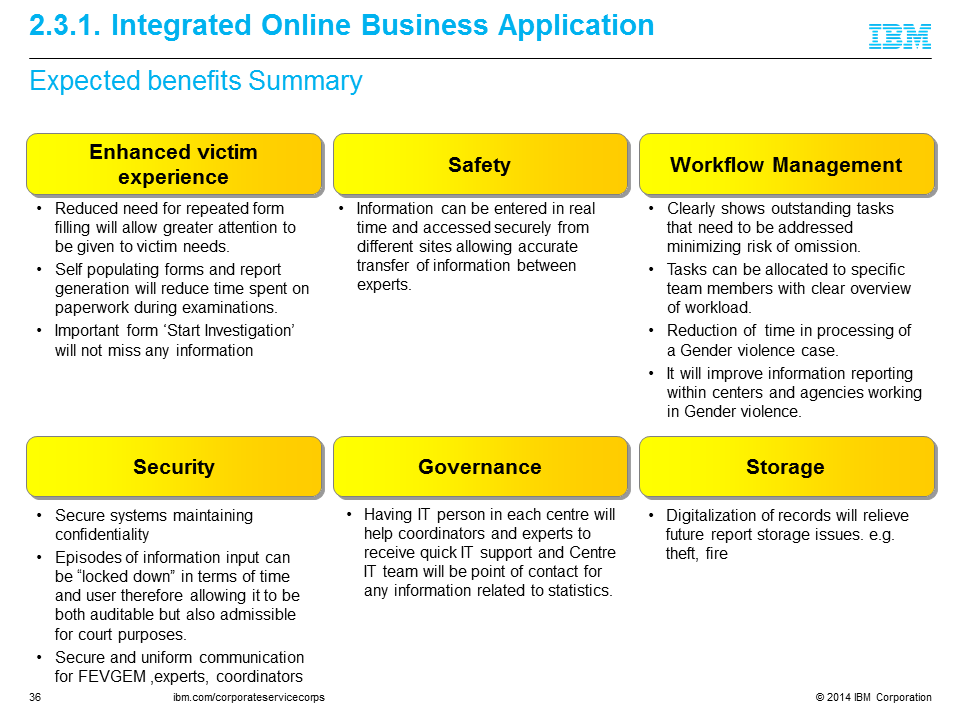 2.3.1. Integrated Online Business Application
IBM
Expected benefits Summary
Enhanced victim
experience
• Reduced need for repeated form
filling will allow greater attention to
be given to victim needs.
• Self populating forms and report
generation will reduce time spent on
paperwork during examinations.
• Important form ‘Start Investigation’
will not miss any information
Safety
• Information can be entered in real
time and accessed securely from
different sites allowing accurate
transfer of information between
experts.
Workflow Management
• Clearly shows outstanding tasks
that need to be addressed
minimizing risk of omission.
• Tasks can be allocated to specific
team members with clear overview
of workload.
• Reduction of time in processing of
a Gender violence case.
• It will improve information reporting
within centers and agencies working
in Gender violence.
Security
• Secure systems maintaining
confidentiality
• Episodes of information input can
be “locked down” in terms of time
and user therefore allowing it to be
both auditable but also admissible
for court purposes.
• Secure and uniform communication
for FEVGEM ,experts, coordinators
Governance
• Having IT person in each centre will
help coordinators and experts to
receive quick IT support and Centre
IT team will be point of contact for
any information related to statistics.
Storage
• Digitalization of records will relieve
future report storage issues. e.g.
theft, fire
36
ibm.com/corporateservicecorps
© 2014 IBM Corporation